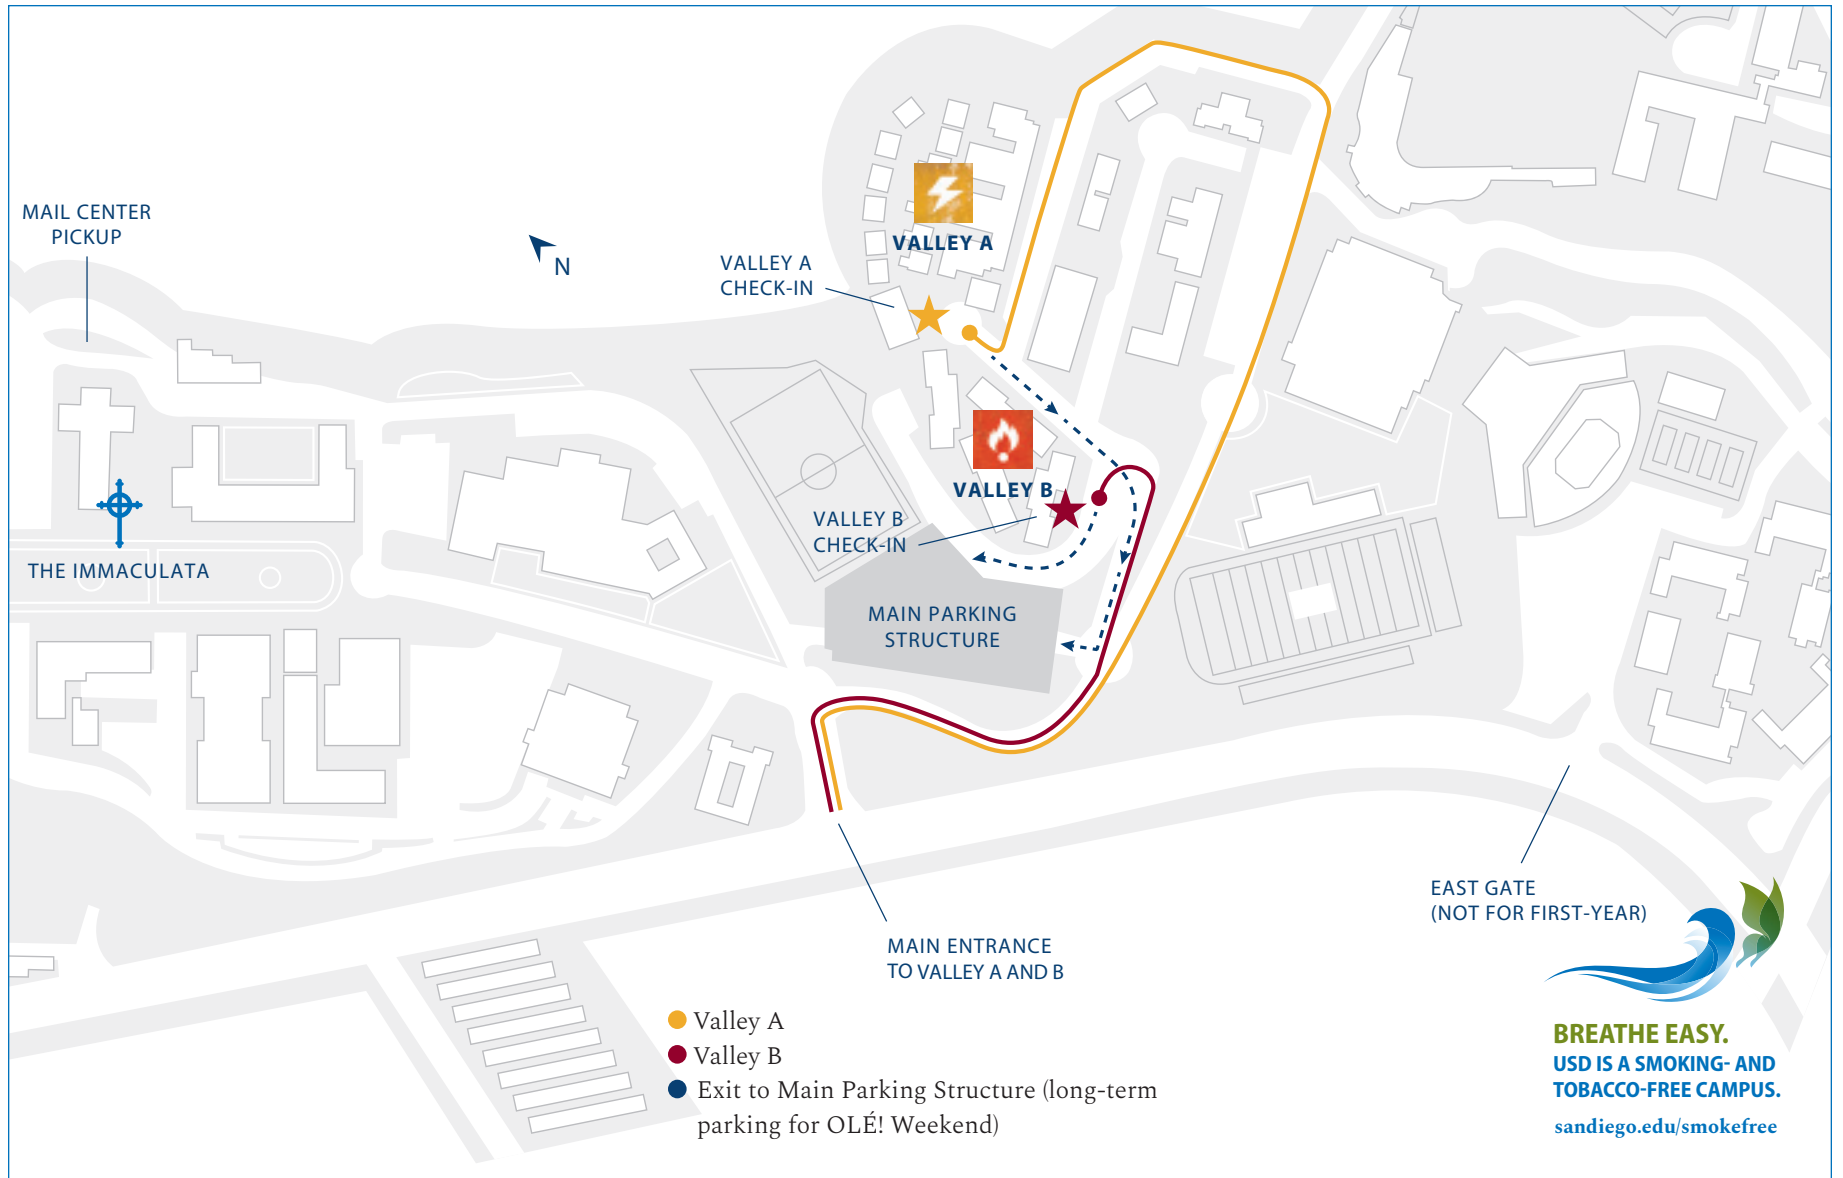 MAIL CENTER
PICKUP
N
VALLEY A
VALLEY A
CHECK-IN
VALLEY B
VALLEY B
CHECK-IN
THE IMMACULATA
MAIN PARKING
STRUCTURE
EAST GATE
(NOT FOR FIRST-YEAR)
MAIN ENTRANCE
TO VALLEY A AND B
Valley A
Valley B
Exit to Main Parking Structure (long-term
parking for OLÉ! Weekend)
BREATHE EASY.
USD IS A SMOKING- AND
TOBACCO-FREE CAMPUS.
sandiego.edu/smokefree